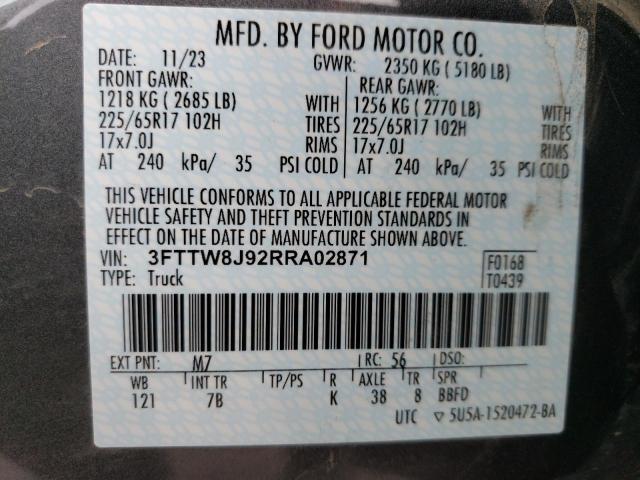 MFD. BY FORD MOTOR CO.
DATE: 11/23 GVWR: 2350 KG ( 5180 LB)
FRONT GAWR: REAR GAWR:
1218 KG ( 2685 LB) WITH 1256 KG ( 2770 LB) WITH
225/65R17 102H TIRES 225/65R17 102H TIRES
17x7.0J RIMS 17x7.0J RIMS
AT 240 kPa/ 35 PSI COLD AT 240 kPa/ 35 PSI COLD
THIS VEHICLE CONFORMS TO ALL APPLICABLE FEDERAL MOTOR
VEHICLE SAFETY AND THEFT PREVENTION STANDARDS IN
EFFECT ON THE DATE OF MANUFACTURE SHOWN ABOVE.
VIN: 3FTTW8J92RRA02871 F0168
TYPE: Truck T0439
EXT PNT: M7 RC: 56 DSO:
WB INT TR TP/PS R AXLE TR SPR
121 7B K 38 8 BBFD
UTC ▽ 5U5A-1520472-BA